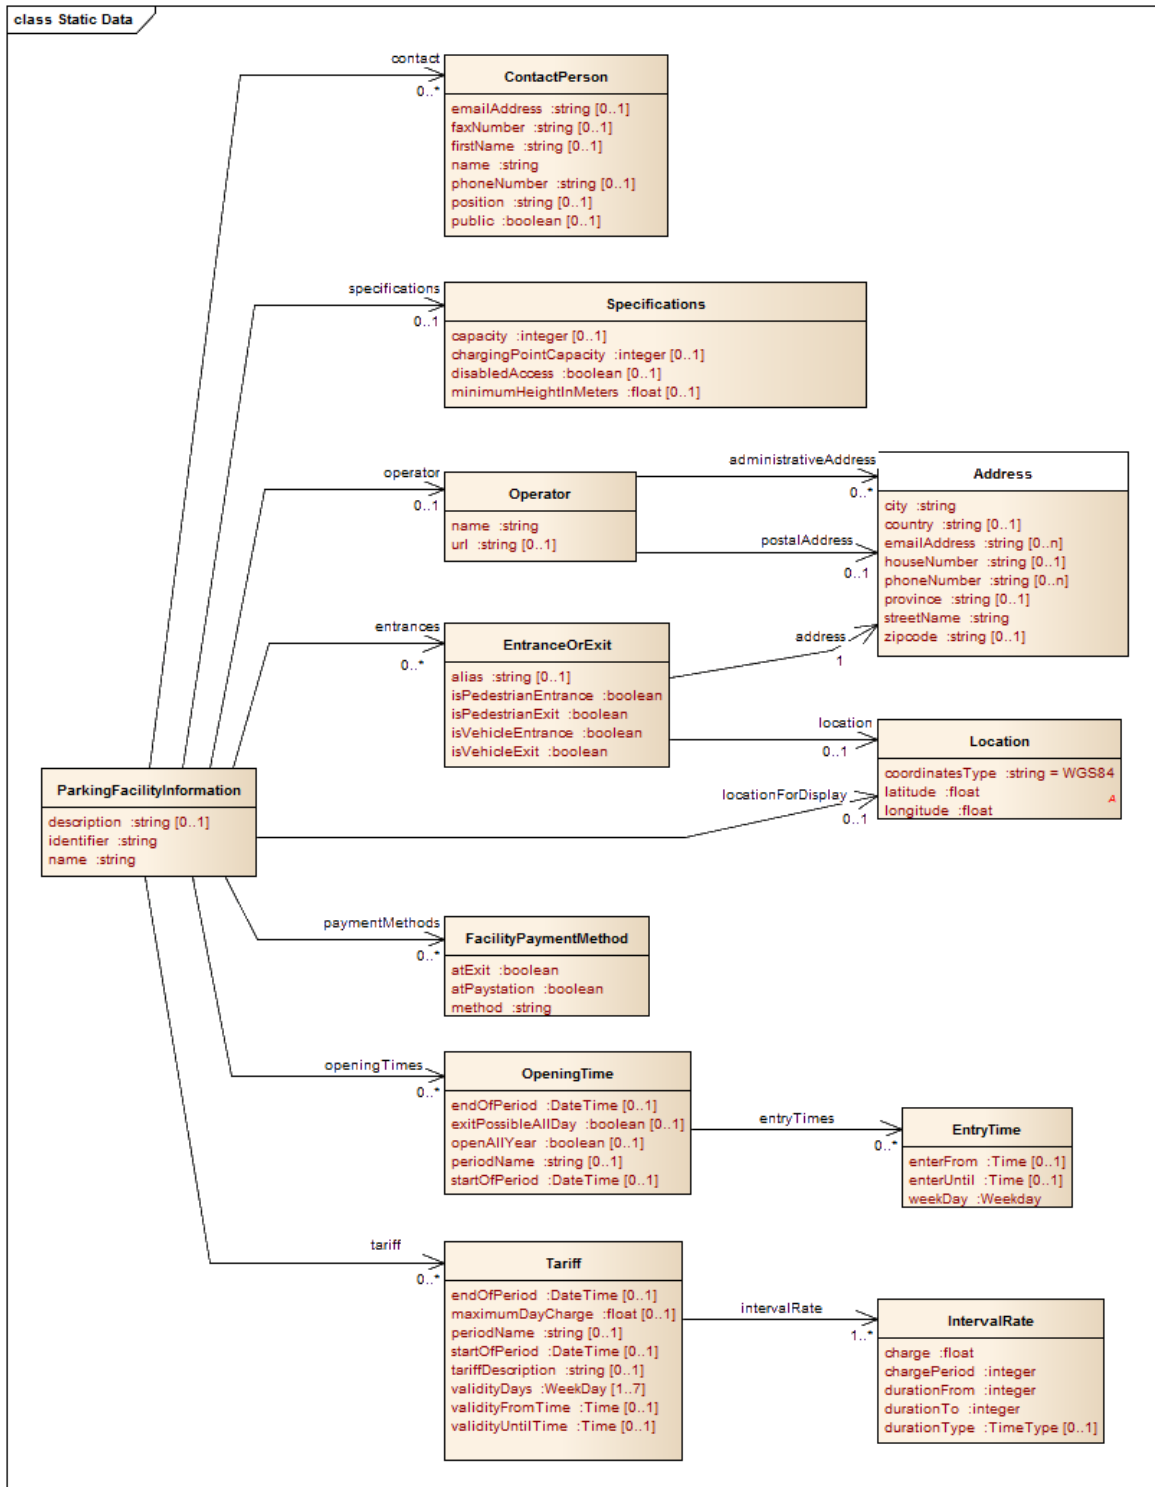 class Static Data
contact
0..*
ContactPerson
emailAddress :string [0..1]
faxNumber :string [0..1]
firstName :string [0..1]
name :string
phoneNumber :string [0..1]
position :string [0..1]
public :boolean [0..1]
specifications
0..1
Specifications
capacity :integer [0..1]
chargingPointCapacity :integer [0..1]
disabledAccess :boolean [0..1]
minimumHeightInMeters :float [0..1]
operator
0..1
Operator
name :string
url :string [0..1]
administrativeAddress
0..*
postalAddress
0..1
Address
city :string
country :string [0..1]
emailAddress :string [0..n]
houseNumber :string [0..1]
phoneNumber :string [0..n]
province :string [0..1]
streetName :string
zipcode :string [0..1]
entrances
0..*
EntranceOrExit
alias :string [0..1]
isPedestrianEntrance :boolean
isPedestrianExit :boolean
isVehicleEntrance :boolean
isVehicleExit :boolean
address
1
location
0..1
Location
coordinatesType :string = WGS84
latitude :float
longitude :float
A
locationForDisplay
0..1
ParkingFacilityInformation
description :string [0..1]
identifier :string
name :string
paymentMethods
0..*
FacilityPaymentMethod
atExit :boolean
atPaystation :boolean
method :string
openingTimes
0..*
OpeningTime
endOfPeriod :DateTime [0..1]
exitPossibleAllDay :boolean [0..1]
openAllYear :boolean [0..1]
periodName :string [0..1]
startOfPeriod :DateTime [0..1]
entryTimes
0..*
EntryTime
enterFrom :Time [0..1]
enterUntil :Time [0..1]
weekDay :Weekday
tariff
0..*
Tariff
endOfPeriod :DateTime [0..1]
maximumDayCharge :float [0..1]
periodName :string [0..1]
startOfPeriod :DateTime [0..1]
tariffDescription :string [0..1]
validityDays :WeekDay [1..7]
validityFromTime :Time [0..1]
validityUntilTime :Time [0..1]
intervalRate
1..*
IntervalRate
charge :float
chargePeriod :integer
durationFrom :integer
durationTo :integer
durationType :TimeType [0..1]